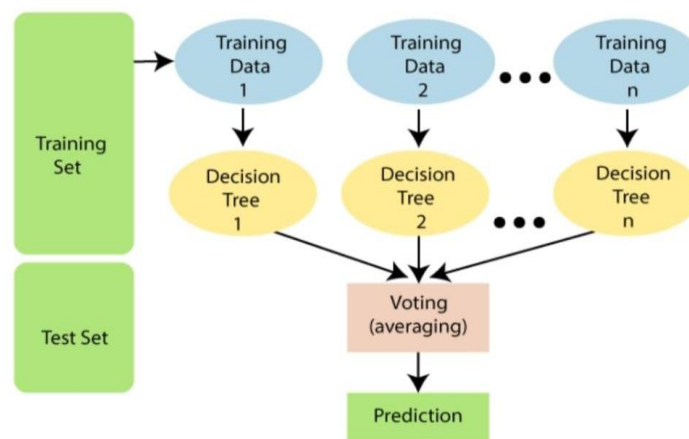 Training
Set
Test Set
Training
Data
1
Training
Data
2
Training
Data
n
Decision
Tree
1
Decision
Tree
2
Decision
Tree
n
Voting
(averaging)
Prediction